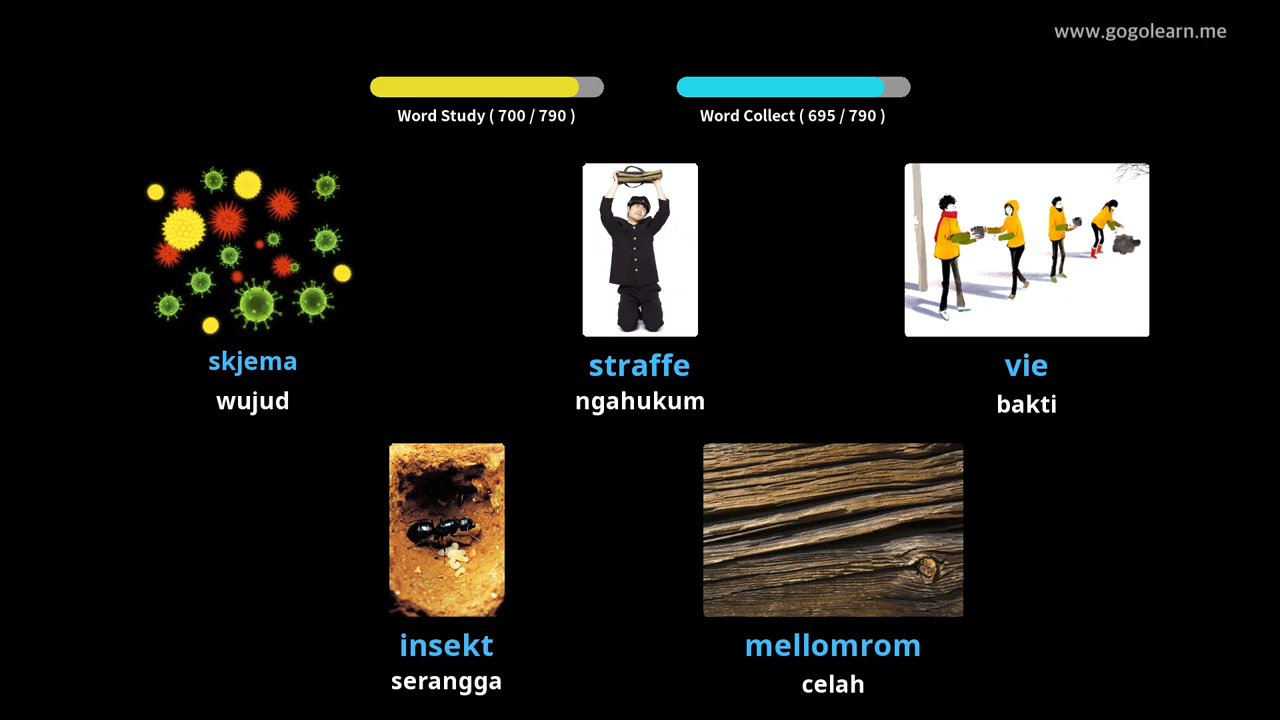 www.gogolearn.me
Word Study ( 700 / 790 )
Word Collect ( 695 / 790 )
skjema
wujud
straffe
ngahukum
vie
bakti
insekt
serangga
mellomrom
celah